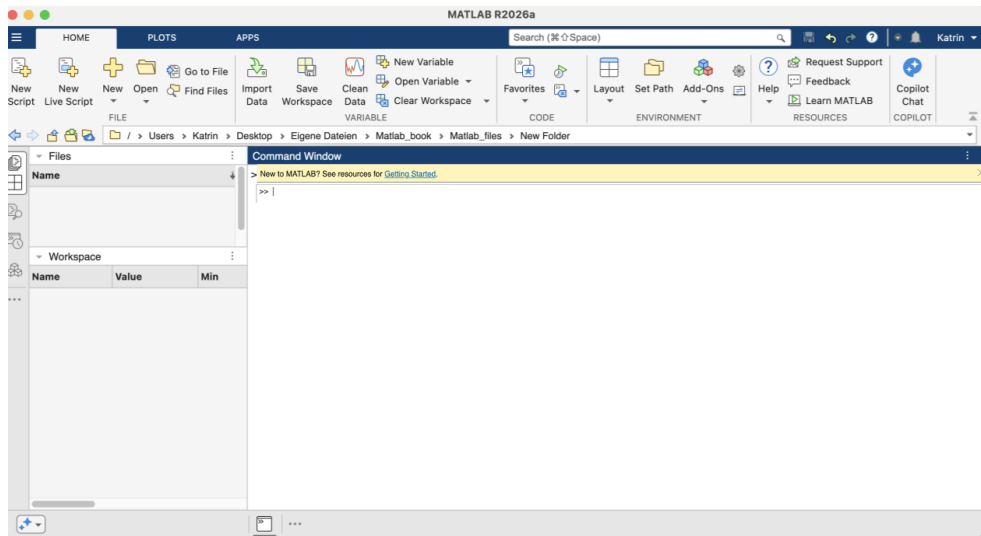 MATLAB R2026a
HOME PLOTS APPS Search (⌘⇧Space) Katrin
New Script
New Live Script
New
Open
Go to File
Find Files
FILE
Import Data
Save Workspace
Clean Data
New Variable
Open Variable
Clear Workspace
VARIABLE
Favorites
CODE
Layout
Set Path
Add-Ons
ENVIRONMENT
Help
Request Support
Feedback
Learn MATLAB
RESOURCES
Copilot Chat
COPILOT
/ > Users > Katrin > Desktop > Eigene Dateien > Matlab_book > Matlab_files > New Folder
Files
Name
Workspace
Name Value Min
Command Window
New to MATLAB? See resources for Getting Started.
>>